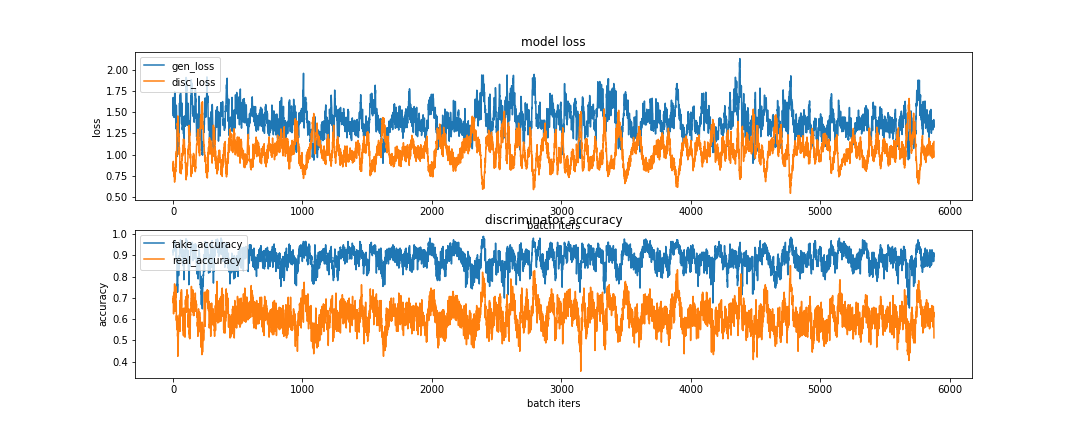 model loss
2.00
1.75
1.50
1.25
1.00
0.75
0.50
loss
gen_loss
disc_loss
0 1000 2000 3000 4000 5000 6000
batch iters
discriminator accuracy
1.0
0.9
0.8
0.7
0.6
0.5
0.4
accuracy
fake_accuracy
real_accuracy
0 1000 2000 3000 4000 5000 6000
batch iters